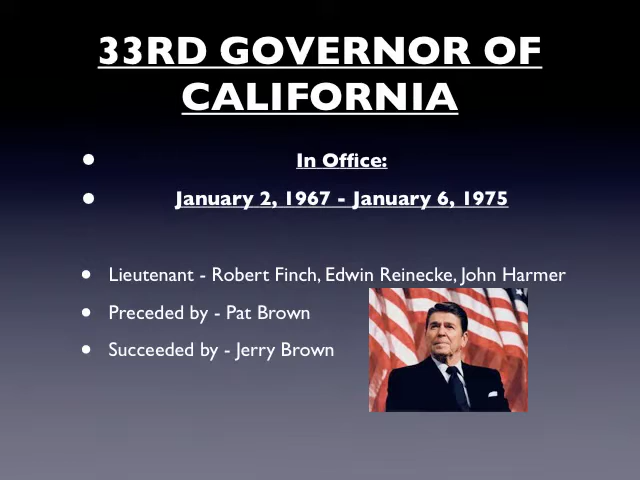 33RD GOVERNOR OF
CALIFORNIA
• In Office:
• January 2, 1967 - January 6, 1975
• Lieutenant - Robert Finch, Edwin Reinecke, John Harmer
• Preceded by - Pat Brown
• Succeeded by - Jerry Brown